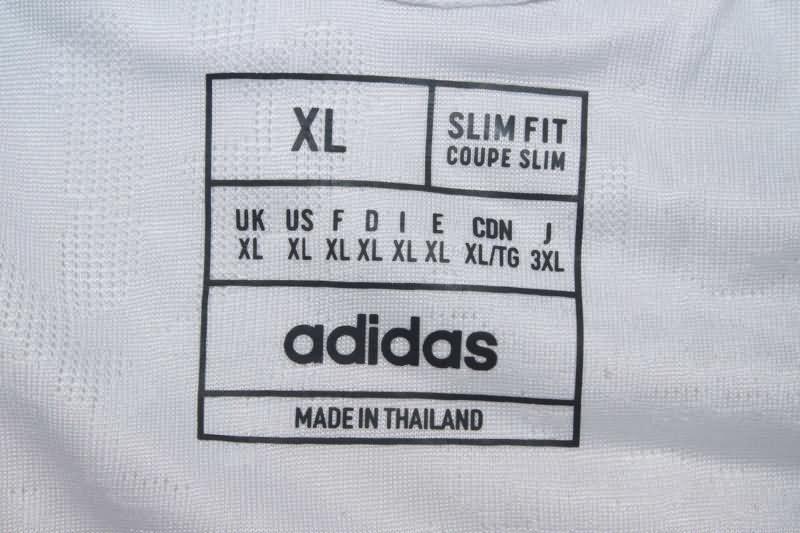 XL
SLIM FIT
COUPE SLIM
UK US F D I E CDN J
XL XL XL XL XL XL XL/TG 3XL
adidas
MADE IN THAILAND